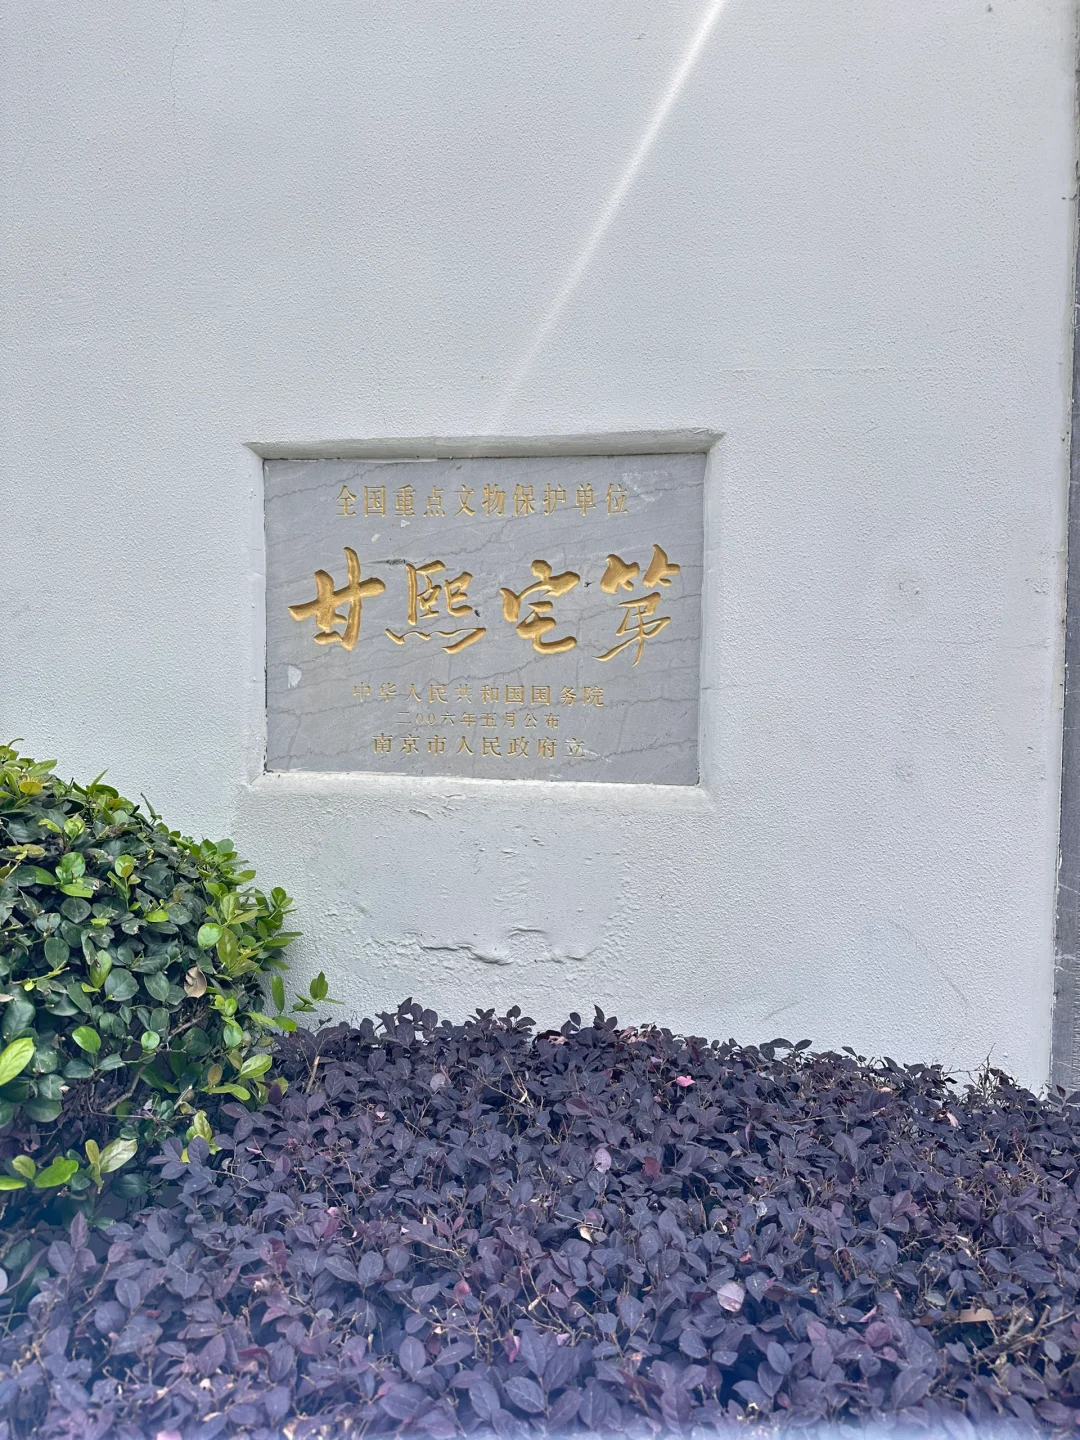 全国重点文物保护单位
甘熙宅第
中华人民共和国国务院
二00六年五月公布
南京市人民政府立